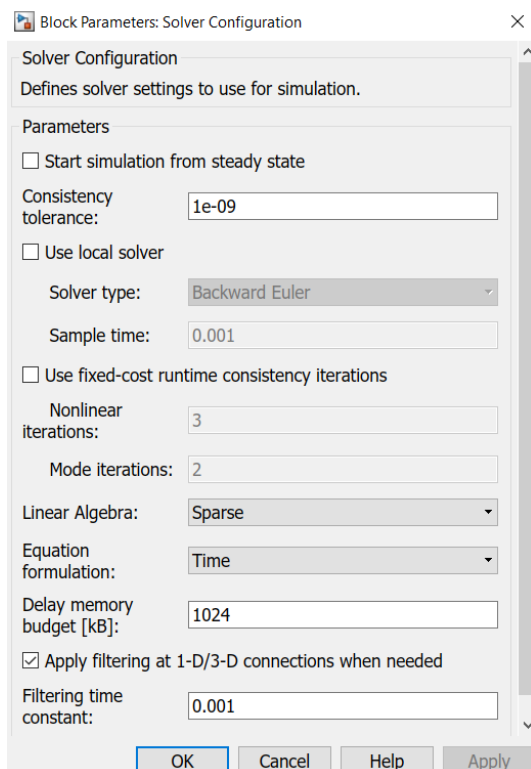 Block Parameters: Solver Configuration
Solver Configuration
Defines solver settings to use for simulation.
Parameters
Start simulation from steady state
Consistency
tolerance:
1e-09
Use local solver
Solver type: Backward Euler
Sample time: 0.001
Use fixed-cost runtime consistency iterations
Nonlinear
iterations:
3
Mode iterations: 2
Linear Algebra: Sparse
Equation
formulation:
Time
Delay memory
budget [kB]:
1024
Apply filtering at 1-D/3-D connections when needed
Filtering time
constant:
0.001
OK Cancel Help Apply